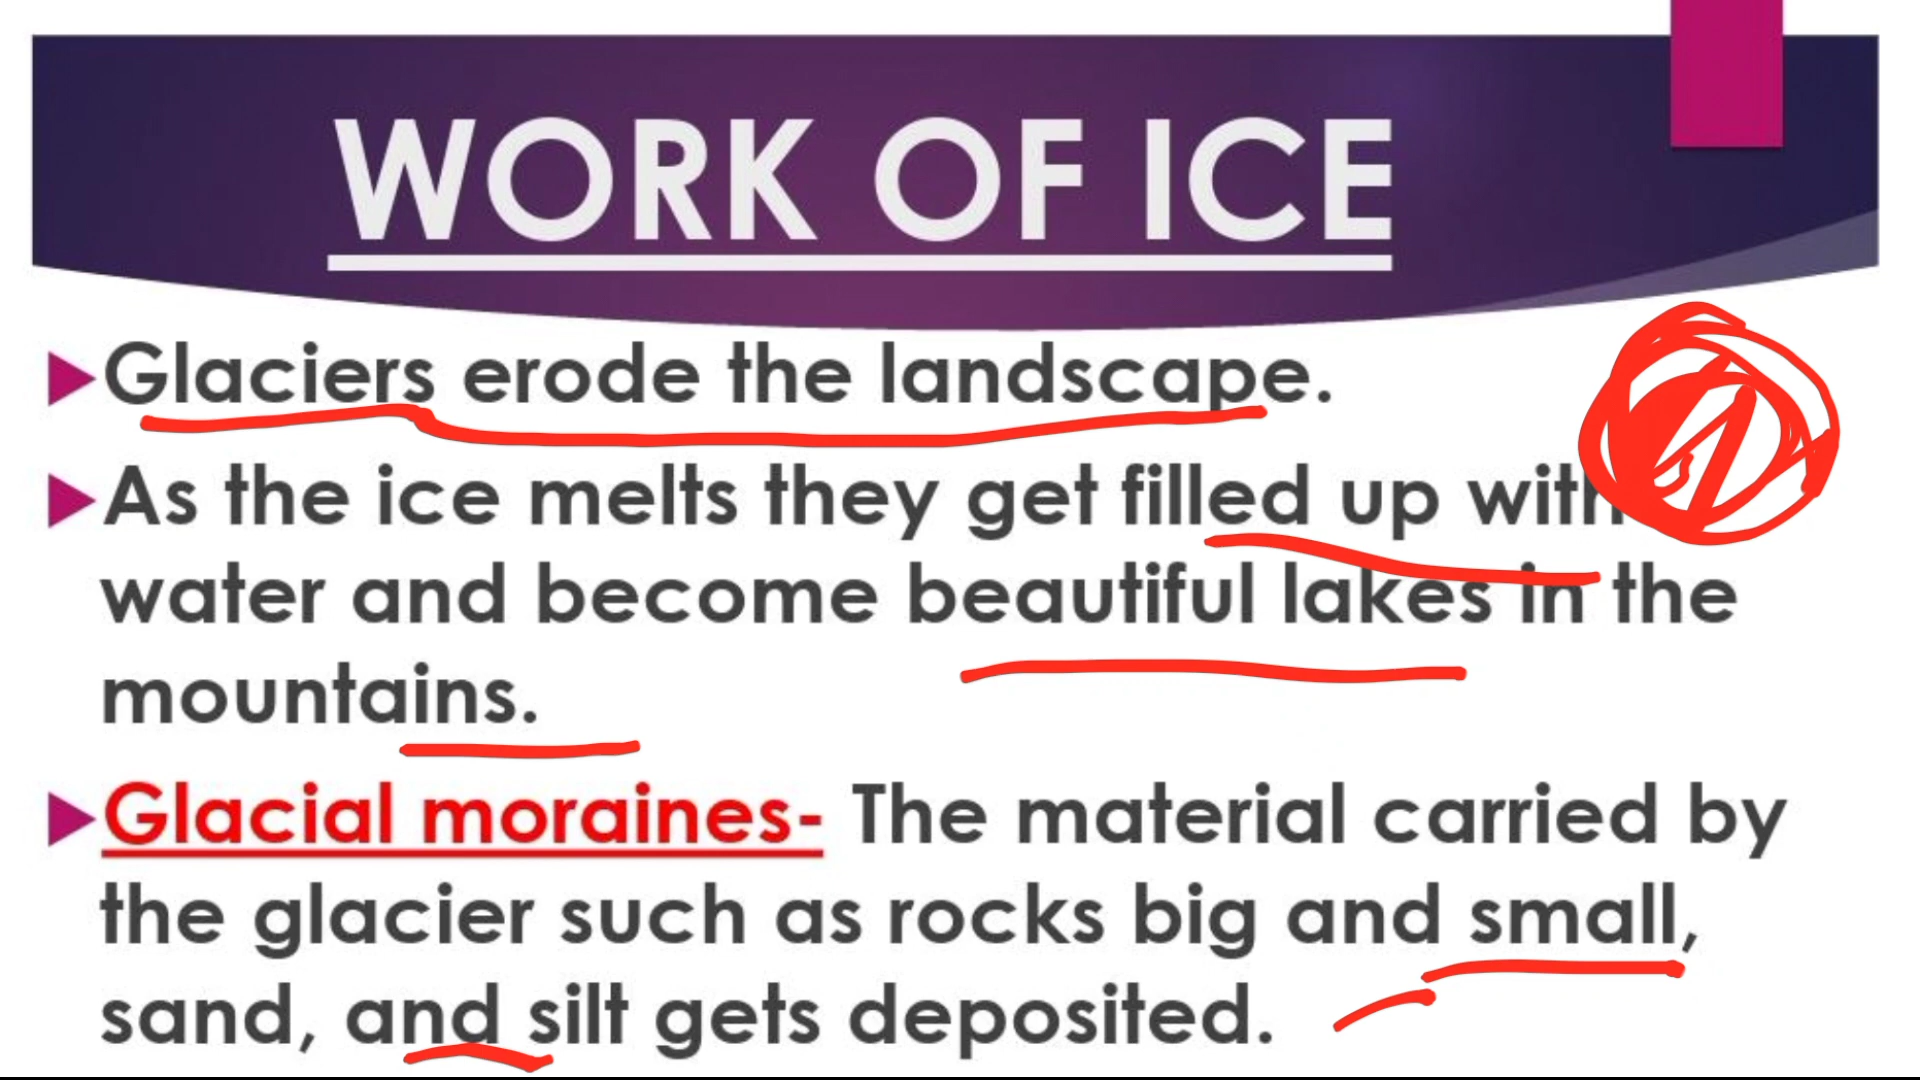 WORK OF ICE
Glaciers erode the landscape.
As the ice melts they get filled up with
water and become beautiful lakes in the
mountains.
Glacial moraines- The material carried by
the glacier such as rocks big and small,
sand, and silt gets deposited.